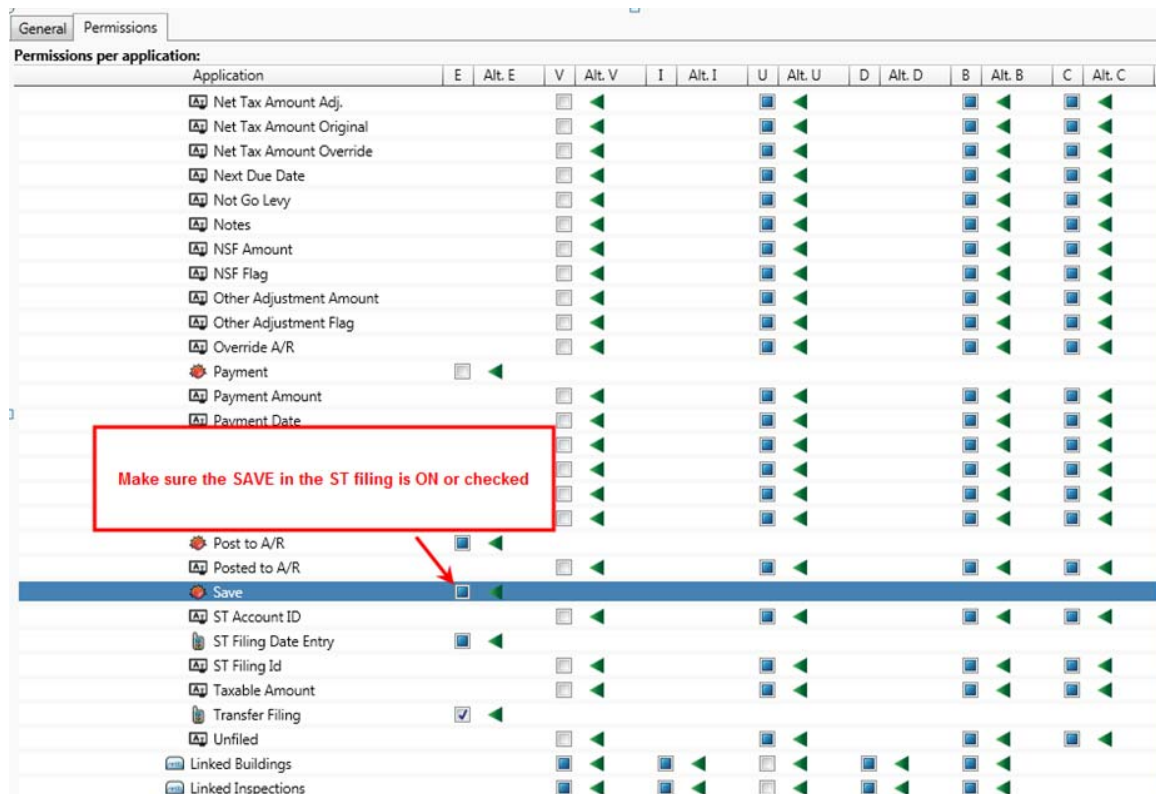 General Permissions
Permissions per application:
Application E Alt. E V Alt. V I Alt. I U Alt. U D Alt. D B Alt. B C Alt. C
Net Tax Amount Adj.
Net Tax Amount Original
Net Tax Amount Override
Next Due Date
Not Go Levy
Notes
NSF Amount
NSF Flag
Other Adjustment Amount
Other Adjustment Flag
Override A/R
Payment
Payment Amount
Payment Date
Make sure the SAVE in the ST filing is ON or checked
Post to A/R
Posted to A/R
Save
ST Account ID
ST Filing Date Entry
ST Filing Id
Taxable Amount
Transfer Filing
Unfiled
Linked Buildings
Linked Inspections